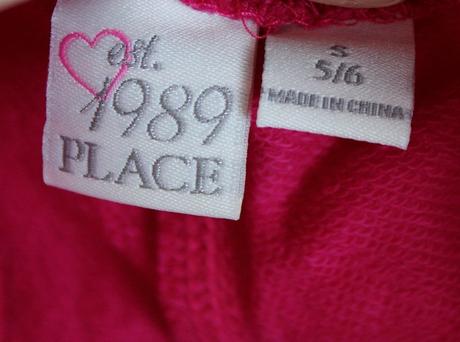 est.
1989
PLACE
S
5/6
MADE IN CHINA